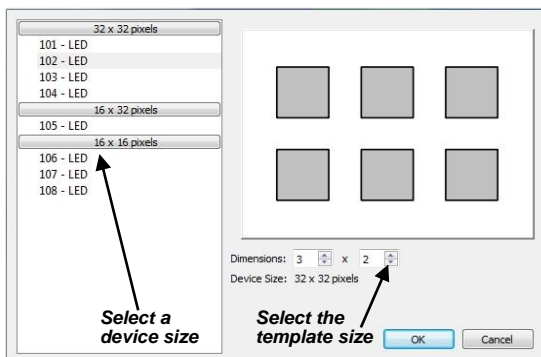 32 x 32 pixels
101 - LED
102 - LED
103 - LED
104 - LED
16 x 32 pixels
105 - LED
16 x 16 pixels
106 - LED
107 - LED
108 - LED
Dimensions: 3 x 2
Device Size: 32 x 32 pixels
Select a
device size
Select the
template size
OK
Cancel